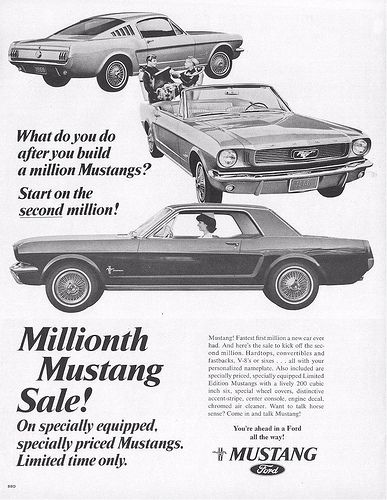 What do you do
after you build
a million Mustangs?
Start on the
second million!
Millionth
Mustang
Sale!
On specially equipped,
specially priced Mustangs.
Limited time only.
Mustang! Fastest first million a new car ever
had. And here's the sale to kick off the sec-
ond million. Hardtops, convertibles and
fastbacks, V-8's or sixes . . . all with your
personalized nameplate. Also included are
specially priced, specially equipped Limited
Edition Mustangs with a lively 200 cubic
inch six, special wheel covers, distinctive
accent-stripe, center console, engine decal,
chromed air cleaner. Want to talk horse
sense? Come in and talk Mustang!
You're ahead in a Ford
all the way!
MUSTANG
Ford